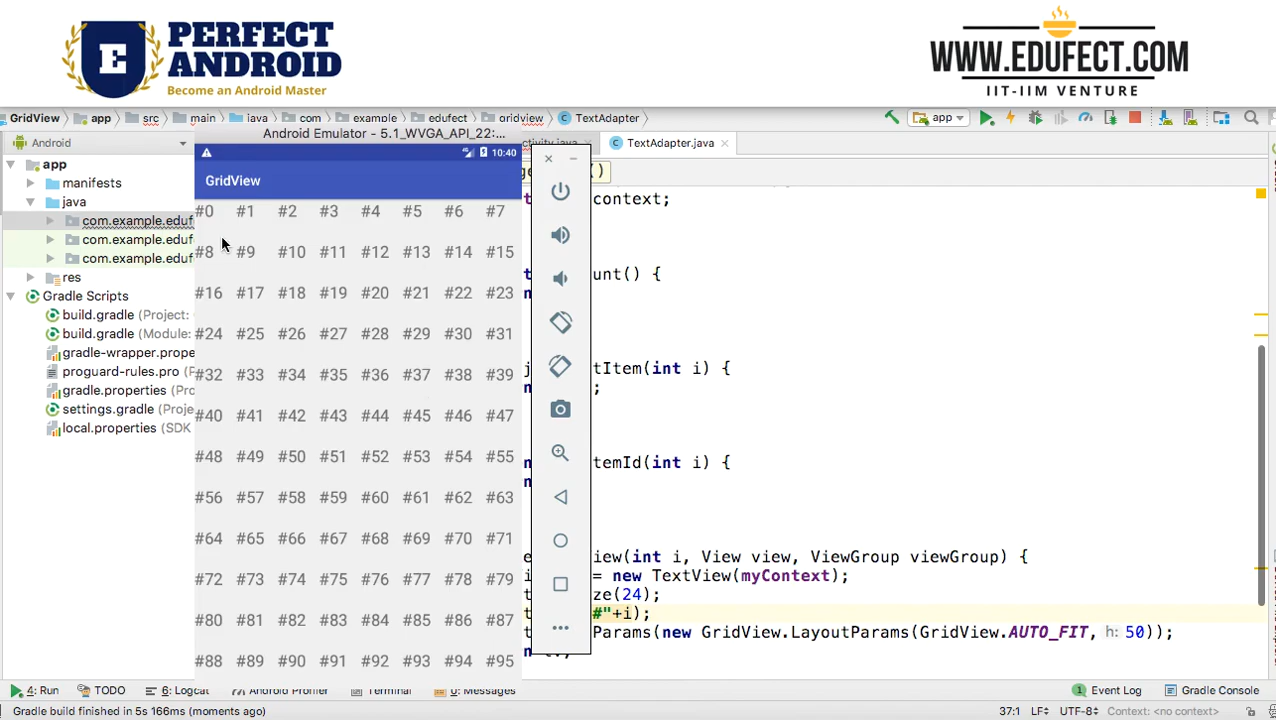 PERFECT
ANDROID
Become an Android Master
E
WWW.EDUFECT.COM
IIT-IIM VENTURE
GridView app src main java com example edufect gridview TextAdapter app
Android Emulator - 5.1_WVGA_API_22:...
Android
TextAdapter.java
app
manifests
java
com.example.eduf
com.example.edufe
com.example.edufe
res
Gradle Scripts
build.gradle (Project:
build.gradle (Module:
gradle-wrapper.prope
proguard-rules.pro (
gradle.properties (Pr
settings.gradle (Proje
local.properties (SDK
10:40
GridView
#0 #1 #2 #3 #4 #5 #6 #7
#8 #9 #10 #11 #12 #13 #14 #15
#16 #17 #18 #19 #20 #21 #22 #23
#24 #25 #26 #27 #28 #29 #30 #31
#32 #33 #34 #35 #36 #37 #38 #39
#40 #41 #42 #43 #44 #45 #46 #47
#48 #49 #50 #51 #52 #53 #54 #55
#56 #57 #58 #59 #60 #61 #62 #63
#64 #65 #66 #67 #68 #69 #70 #71
#72 #73 #74 #75 #76 #77 #78 #79
#80 #81 #82 #83 #84 #85 #86 #87
#88 #89 #90 #91 #92 #93 #94 #95
()
context;
unt() {
tItem(int i) {
;
temId(int i) {
iew(int i, View view, ViewGroup viewGroup) {
= new TextView(myContext);
ze(24);
#"+i);
Params(new GridView.LayoutParams(GridView.AUTO_FIT, h: 50));
4: Run TODO 6: Logcat Android Profiler Terminal 0: Messages Event Log Gradle Console
Gradle build finished in 5s 166ms (moments ago) 37:1 LF÷ UTF-8÷ Context: <no context>